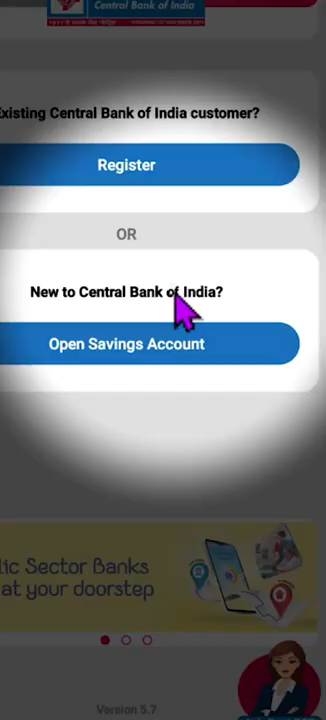 Central Bank of India
Existing Central Bank of India customer?
Register
OR
New to Central Bank of India?
Open Savings Account
lic Sector Banks
at your doorstep
Version 5.7